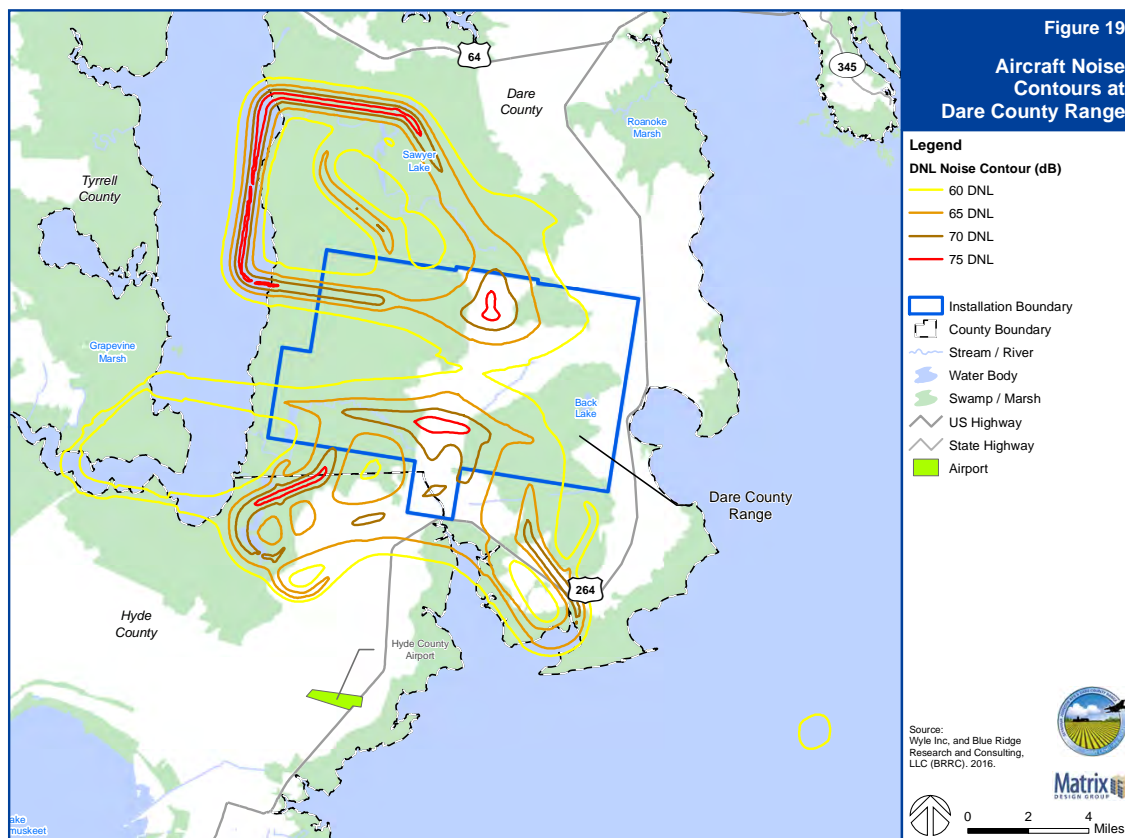 Figure 19
Aircraft Noise
Contours at
Dare County Range
Legend
DNL Noise Contour (dB)
60 DNL
65 DNL
70 DNL
75 DNL
Installation Boundary
County Boundary
Stream / River
Water Body
Swamp / Marsh
US Highway
State Highway
Airport
Source:
Wyle Inc, and Blue Ridge
Research and Consulting,
LLC (BRRC). 2016.
Matrix
DESIGN GROUP
0 2 4
Miles
64
345
Dare
County
Roanoke
Marsh
Sawyer
Lake
Tyrrell
County
Grapevine
Marsh
Back
Lake
Dare County
Range
264
Hyde
County
Hyde County
Airport
ake
muskeet